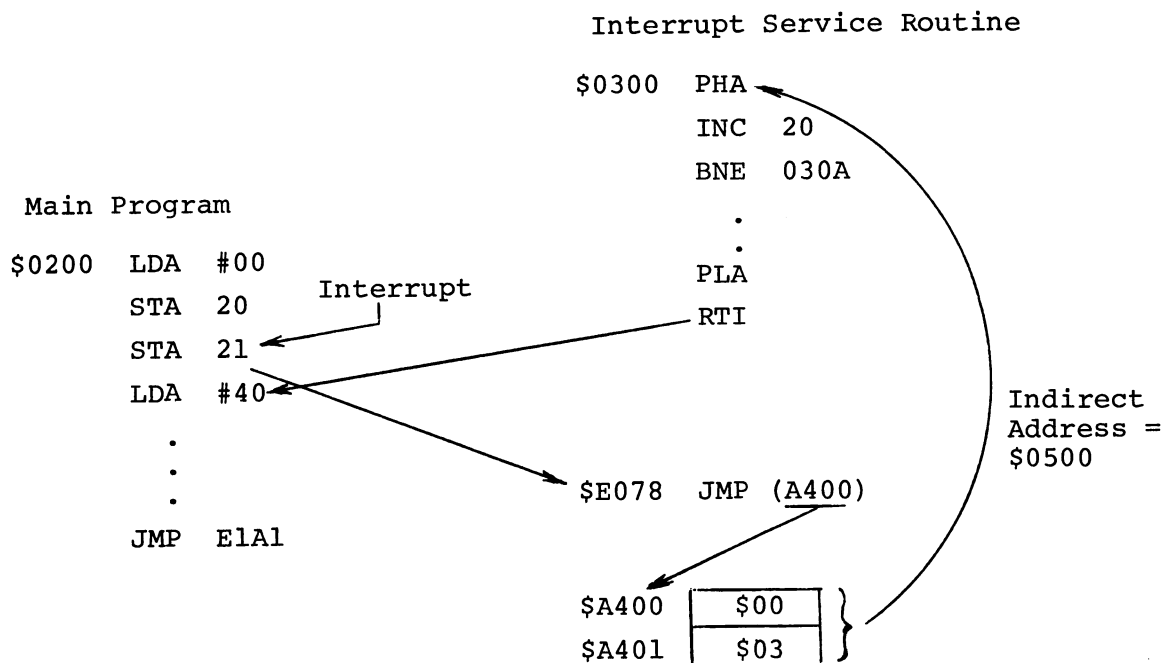 Interrupt Service Routine
$0300 PHA
INC 20
BNE 030A
.
.
PLA
RTI
Main Program
$0200 LDA #00
STA 20
Interrupt
STA 21
LDA #40
.
.
.
JMP E1A1
Indirect
Address =
$0500
$E078 JMP (A400)
$A400 $00
$A401 $03